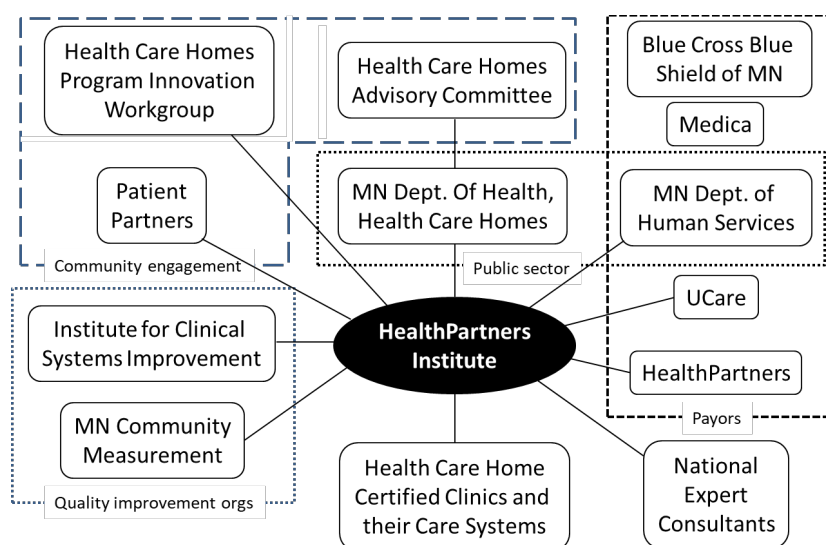 Health Care Homes
Program Innovation
Workgroup
Health Care Homes
Advisory Committee
Blue Cross Blue
Shield of MN
Medica
Patient
Partners
MN Dept. Of Health,
Health Care Homes
MN Dept. of
Human Services
Community engagement
Public sector
UCare
Institute for Clinical
Systems Improvement
HealthPartners
Institute
HealthPartners
Payors
MN Community
Measurement
Quality improvement orgs
Health Care Home
Certified Clinics and
their Care Systems
National
Expert
Consultants